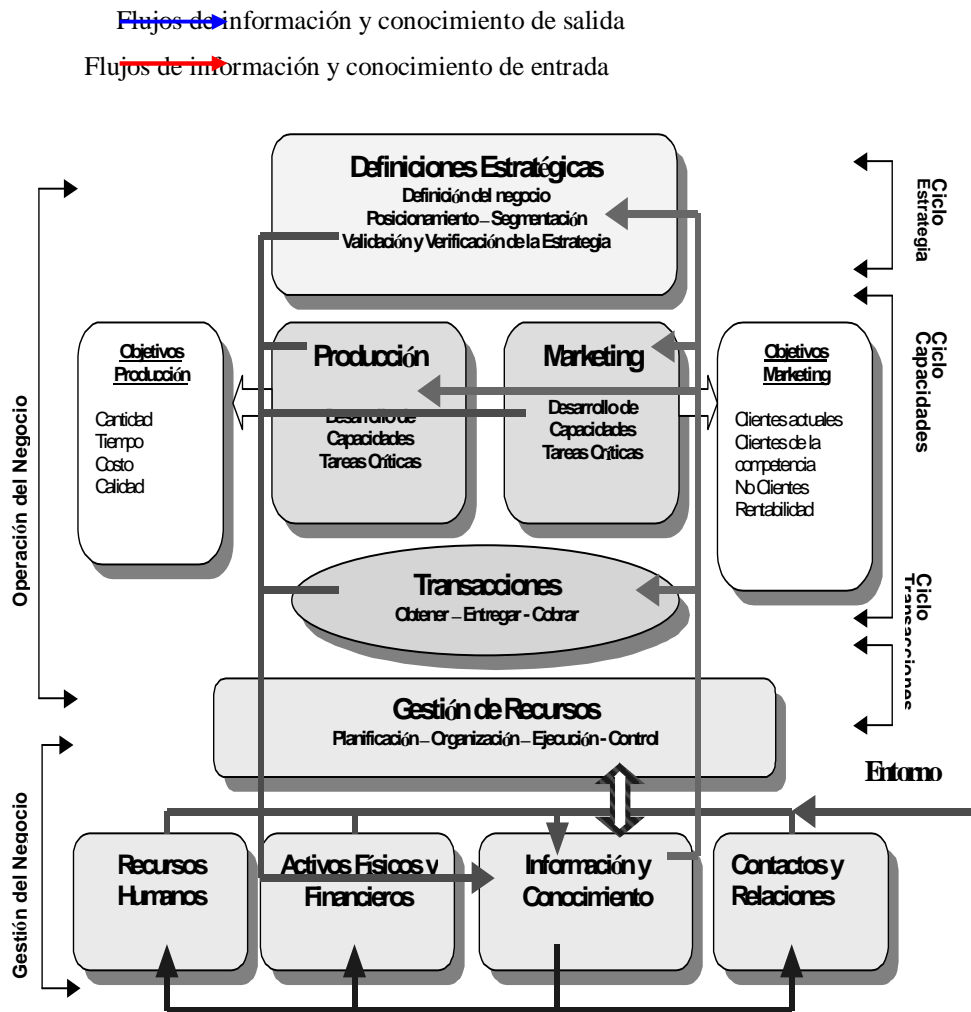 Flujos de información y conocimiento de salida
Flujos de información y conocimiento de entrada
Definiciones Estratégicas
Definición del negocio
Posicionamiento – Segmentación
Validación y Verificación de la Estrategia
Ciclo
Estrategia
Operación del Negocio
Objetivos
Producción
Cantidad
Tiempo
Costo
Calidad
Producción
Desarrollo de
Capacidades
Tareas Críticas
Marketing
Desarrollo de
Capacidades
Tareas Críticas
Objetivos
Marketing
Clientes actuales
Clientes de la
competencia
No Clientes
Rentabilidad
Ciclo
Capacidades
Transacciones
Obtener – Entregar - Cobrar
Ciclo
Transacciones
Gestión de Recursos
Planificación – Organización – Ejecución - Control
Entorno
Gestión del Negocio
Recursos
Humanos
Activos Físicos y
Financieros
Información y
Conocimiento
Contactos y
Relaciones